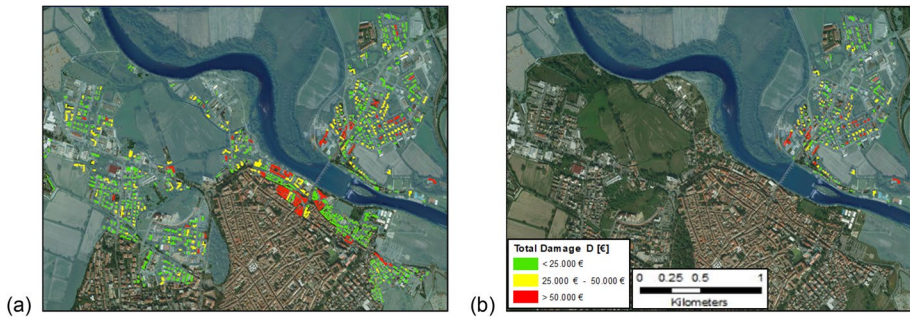 (a)
(b)
Total Damage D [€]
<25.000 €
25.000 € - 50.000€
>50.000 €
0 0.25 0.5 1
Kilometers